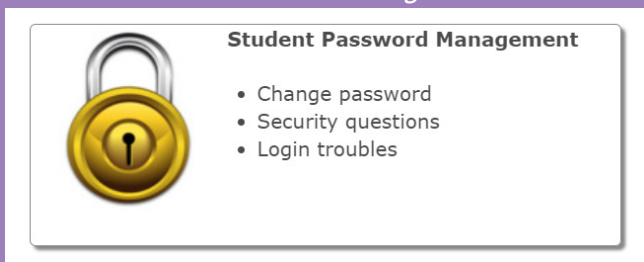 Student Password Management
Change password
Security questions
Login troubles